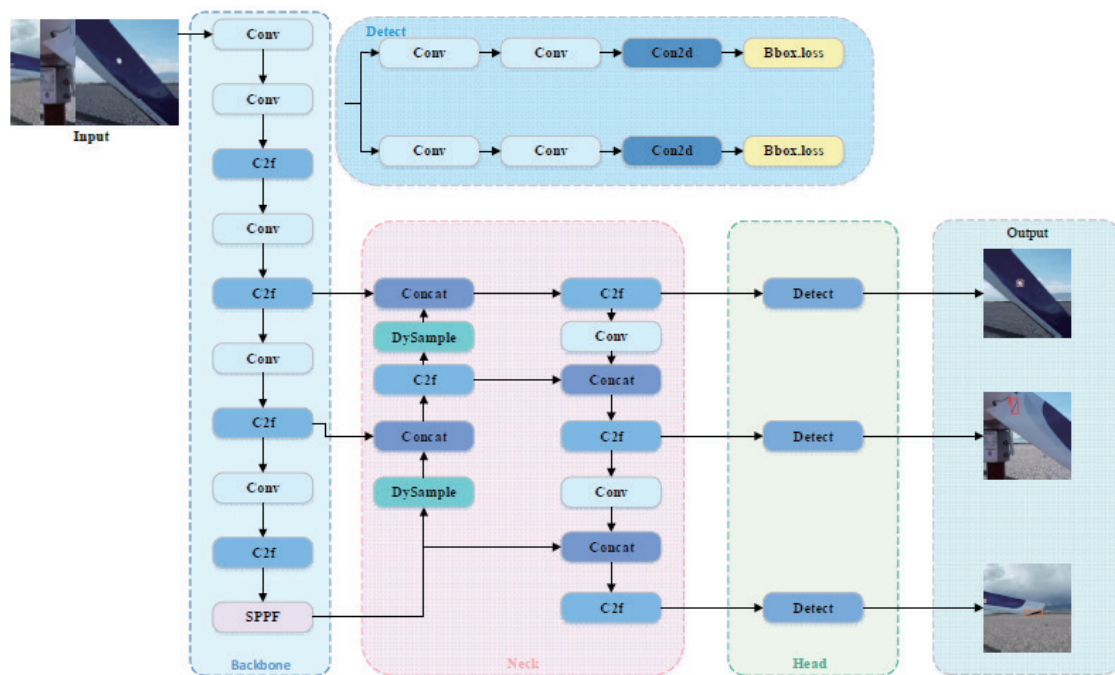 Input
Conv
Conv
C2f
Conv
C2f
Conv
C2f
Conv
C2f
SPPF
Backbone
Detect
Conv
Conv
Con2d
Bbox.loss
Conv
Conv
Con2d
Bbox.loss
Concat
DySample
C2f
Concat
DySample
C2f
Conv
Concat
C2f
Conv
Concat
C2f
Neck
Detect
Detect
Detect
Head
Output